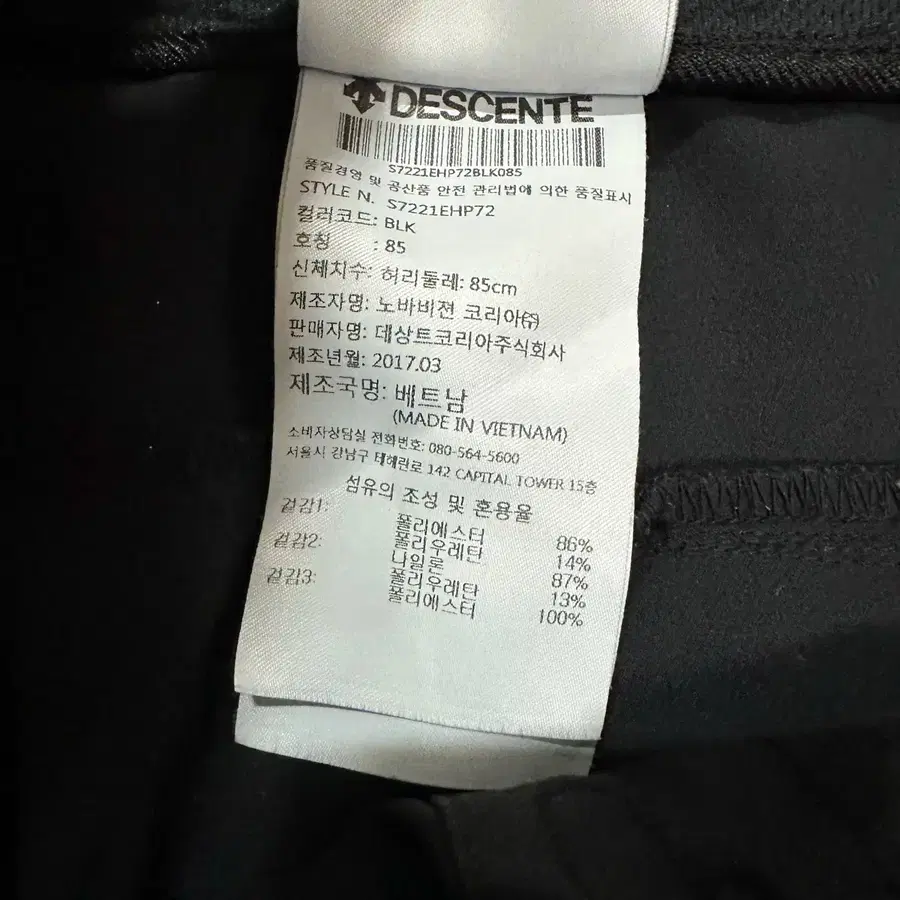 DESCENTE
S7221EHP72BLK085
품질경영 및 공산품 안전 관리법에 의한 품질표시
STYLE N. S7221EHP72
컬러코드: BLK
호칭 : 85
신체치수: 허리둘레: 85cm
제조자명: 노바비젼 코리아㈜
판매자명: 데상트코리아주식회사
제조년월: 2017.03
제조국명: 베트남
(MADE IN VIETNAM)
소비자상담실 전화번호: 080-564-5600
서울시 강남구 테헤란로 142 CAPITAL TOWER 15층
섬유의 조성 및 혼용율
겉감1: 폴리에스터 86%
폴리우레탄 14%
겉감2: 나일론 87%
폴리우레탄 13%
겉감3: 폴리에스터 100%